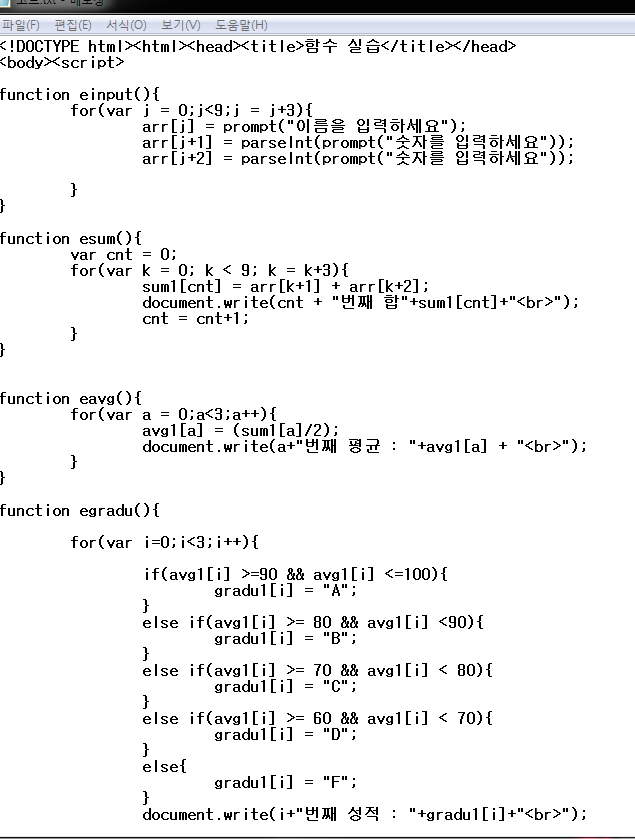 파일(F) 편집(E) 서식(O) 보기(V) 도움말(H)
<!DOCTYPE html><html><head><title>함수 실습</title></head>
<body><script>
function einput(){
for(var j = 0;j<9;j = j+3){
arr[j] = prompt("이름을 입력하세요");
arr[j+1] = parseInt(prompt("숫자를 입력하세요"));
arr[j+2] = parseInt(prompt("숫자를 입력하세요"));
}
}
function esum(){
var cnt = 0;
for(var k = 0; k < 9; k = k+3){
sum1[cnt] = arr[k+1] + arr[k+2];
document.write(cnt + "번째 합"+sum1[cnt]+"<br>");
cnt = cnt+1;
}
}
function eavg(){
for(var a = 0;a<3;a++){
avg1[a] = (sum1[a]/2);
document.write(a+"번째 평균 : "+avg1[a] + "<br>");
}
}
function egradu(){
for(var i=0;i<3;i++){
if(avg1[i] >=90 && avg1[i] <=100){
gradu1[i] = "A";
}
else if(avg1[i] >= 80 && avg1[i] <90){
gradu1[i] = "B";
}
else if(avg1[i] >= 70 && avg1[i] < 80){
gradu1[i] = "C";
}
else if(avg1[i] >= 60 && avg1[i] < 70){
gradu1[i] = "D";
}
else{
gradu1[i] = "F";
}
document.write(i+"번째 성적 : "+gradu1[i]+"<br>");